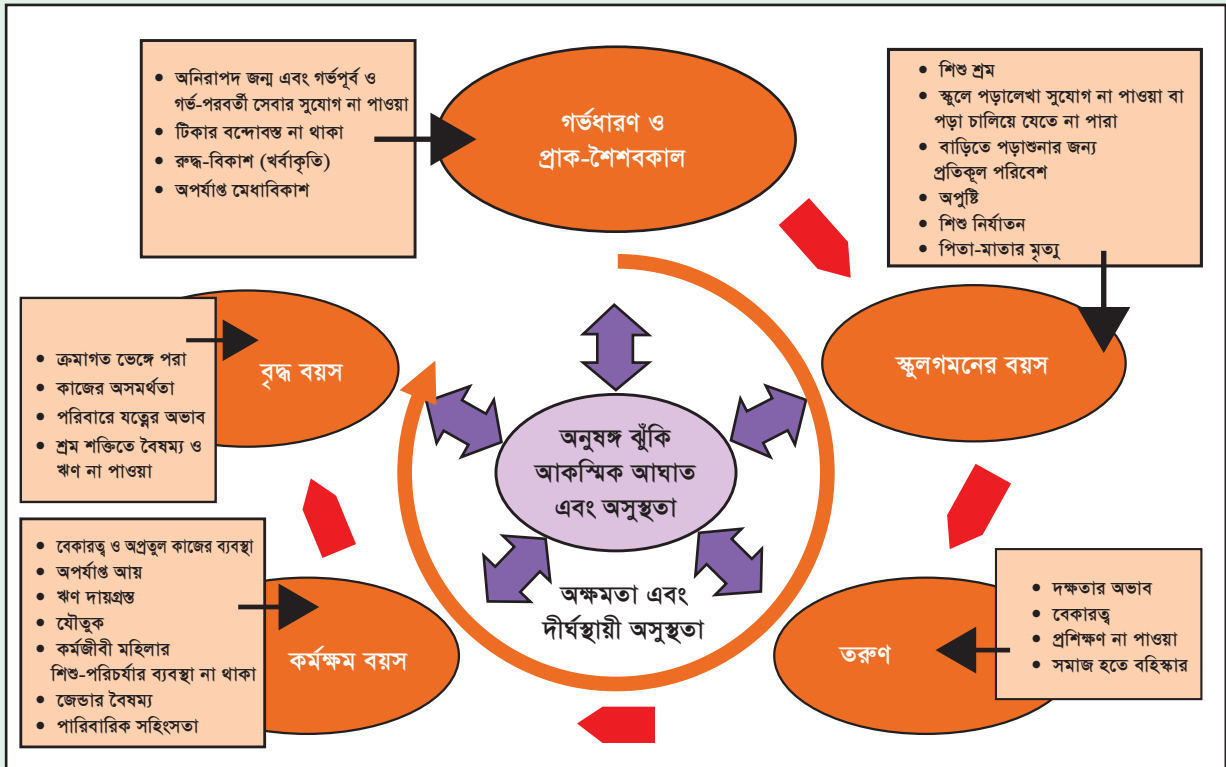 অনিরাপদ জন্ম এবং গর্ভপূর্ব ও
গর্ভ-পরবর্তী সেবার সুযোগ না পাওয়া
টিকার বন্দোবস্ত না থাকা
রুদ্ধ-বিকাশ (খর্বাকৃতি)
অপর্যাপ্ত মেধাবিকাশ
গর্ভধারণ ও
প্রাক-শৈশবকাল
শিশু শ্রম
স্কুলে পড়ালেখা সুযোগ না পাওয়া বা
পড়া চালিয়ে যেতে না পারা
বাড়িতে পড়াশুনার জন্য
প্রতিকূল পরিবেশ
অপুষ্টি
শিশু নির্যাতন
পিতা-মাতার মৃত্যু
স্কুলগমনের বয়স
দক্ষতার অভাব
বেকারত্ব
প্রশিক্ষণ না পাওয়া
সমাজ হতে বহিস্কার
তরুণ
বেকারত্ব ও অপ্রতুল কাজের ব্যবস্থা
অপর্যাপ্ত আয়
ঋণ দায়গ্রস্ত
যৌতুক
কর্মজীবী মহিলার
শিশু-পরিচর্যার ব্যবস্থা না থাকা
জেন্ডার বৈষম্য
পারিবারিক সহিংসতা
কর্মক্ষম বয়স
ক্রমাগত ভেঙ্গে পরা
কাজের অসমর্থতা
পরিবারে যত্নের অভাব
শ্রম শক্তিতে বৈষম্য ও
ঋণ না পাওয়া
বৃদ্ধ বয়স
অনুষঙ্গ ঝুঁকি
আকস্মিক আঘাত
এবং অসুস্থতা
অক্ষমতা এবং
দীর্ঘস্থায়ী অসুস্থতা